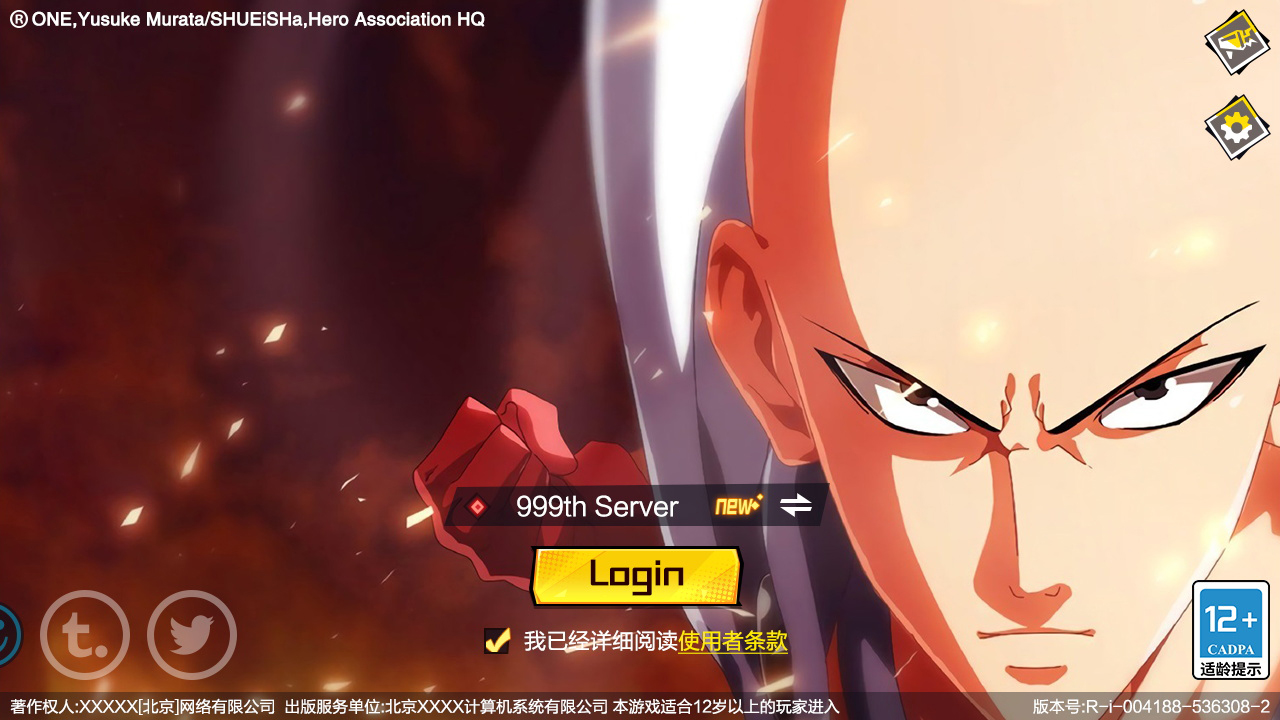 ® ONE,Yusuke Murata/SHUEiSHa,Hero Association HQ
999th Server new
Login
我已经详细阅读使用者条款
t.
12+
CADPA
适龄提示
著作权人:XXXXX[北京]网络有限公司 出版服务单位:北京XXXX计算机系统有限公司 本游戏适合12岁以上的玩家进入
版本号:R-i-004188-536308-2